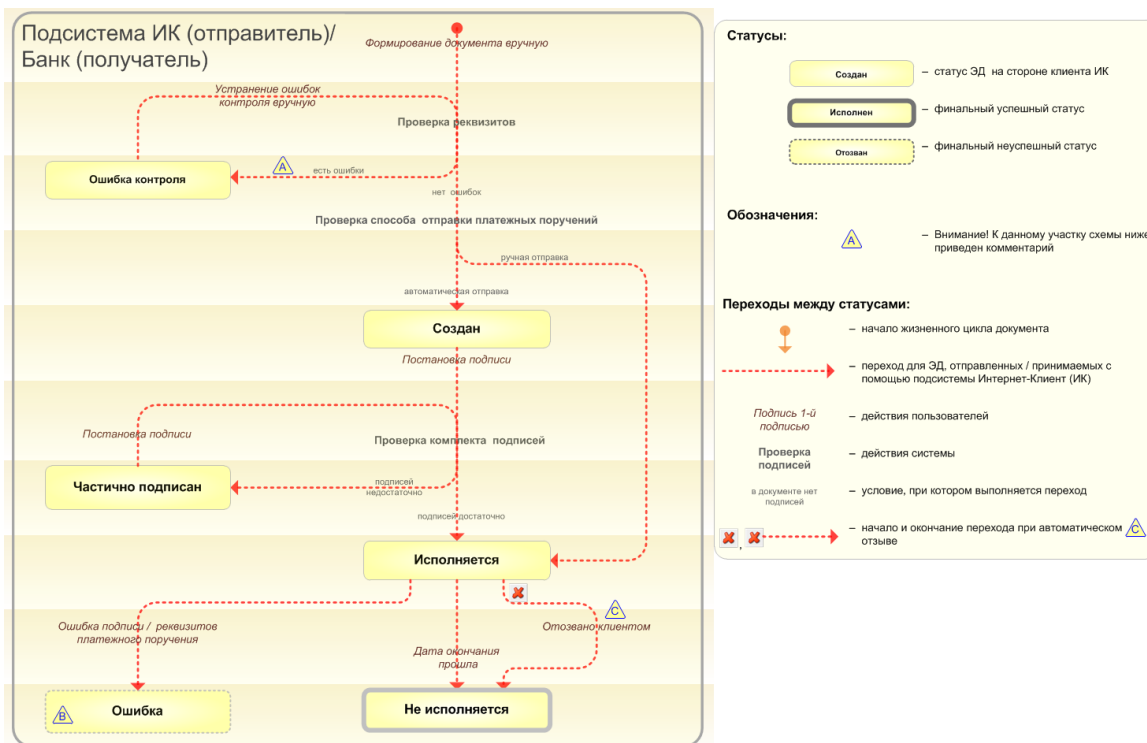 Подсистема ИК (отправитель)/
Банк (получатель)
Формирование документа вручную
Устранение ошибок
контроля вручную
Проверка реквизитов
A
есть ошибки
Ошибка контроля
нет ошибок
Проверка способа отправки платежных поручений
ручная отправка
автоматическая отправка
Создан
Постановка подписи
Постановка подписи
Проверка комплекта подписей
Частично подписан
подписей
недостаточно
подписей достаточно
Исполняется
C
Ошибка подписи / реквизитов
платежного поручения
Отозвано клиентом
Дата окончания
прошла
B
Ошибка
Не исполняется
Статусы:
Создан
– статус ЭД на стороне клиента ИК
Исполнен
– финальный успешный статус
Отозван
– финальный неуспешный статус
Обозначения:
A
– Внимание! К данному участку схемы ниже
приведен комментарий
Переходы между статусами:
– начало жизненного цикла документа
– переход для ЭД, отправленных / принимаемых с
помощью подсистемы Интернет-Клиент (ИК)
Подпись 1-й
подписью
– действия пользователей
Проверка
подписей
– действия системы
в документе нет
подписей
– условие, при котором выполняется переход
,
– начало и окончание перехода при автоматическом
отзыве
C